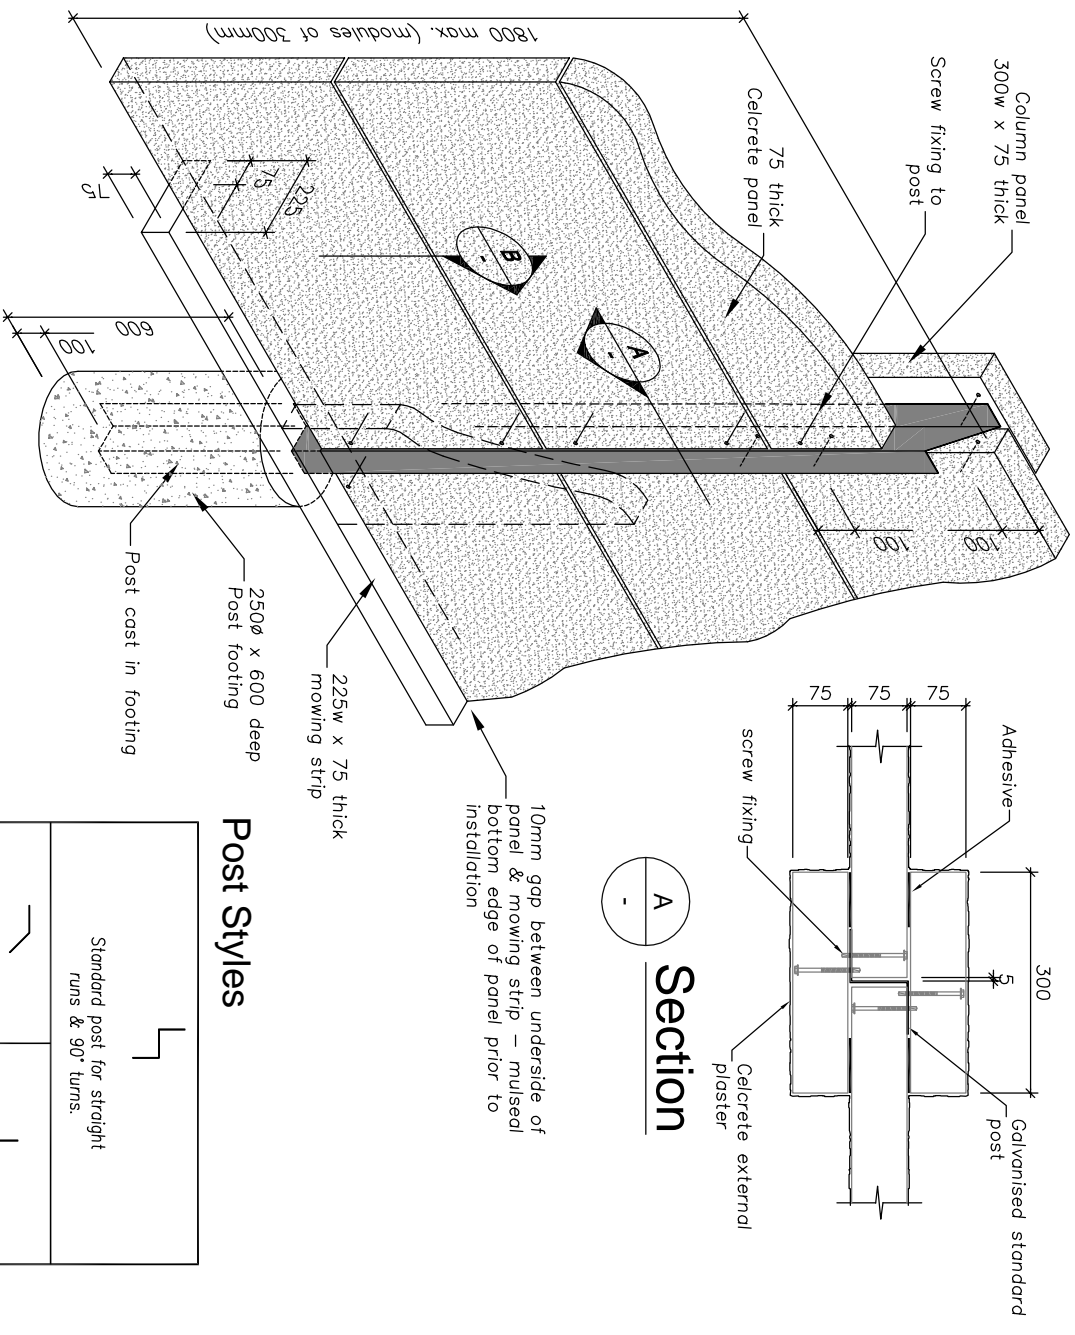 1800 max. (modules of 300mm)
Column panel
300w x 75 thick
Screw fixing to
post
75 thick
Celcrete panel
A
-
B
-
100
100
75
225
75
600
100
10mm gap between underside of
panel & mowing strip – mulseal
bottom edge of panel prior to
installation
225w x 75 thick
mowing strip
250ø x 600 deep
Post footing
Post cast in footing
300
5
75
75
75
Adhesive
screw fixing
Galvanised standard
post
Celcrete external
plaster
A
-
Section
Post Styles
Standard post for straight
runs & 90° turns.